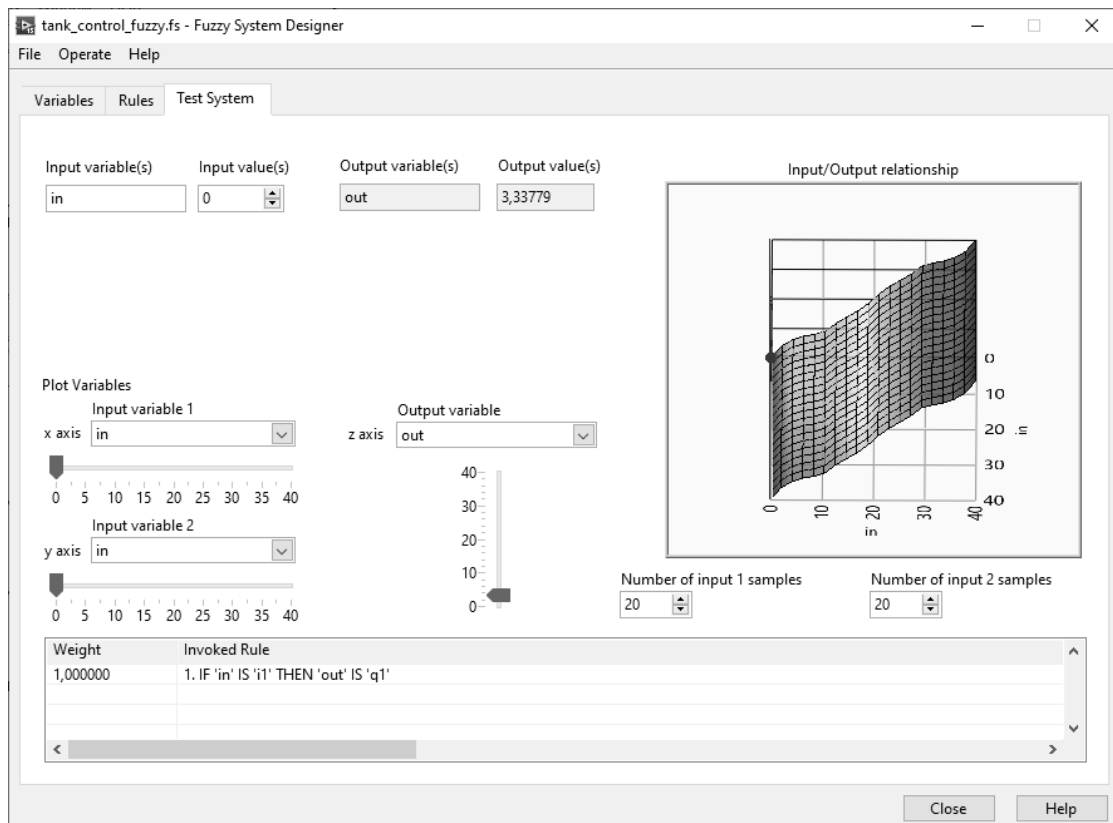 tank_control_fuzzy.fs - Fuzzy System Designer
File Operate Help
Variables Rules Test System
Input variable(s) Input value(s) Output variable(s) Output value(s)
in 0 out 3,33779
Input/Output relationship
0
10
20 in
30
40
0 10 20 30 40
in
Plot Variables
Input variable 1 Output variable
x axis in z axis out
0 5 10 15 20 25 30 35 40
40
30
20
10
0
Input variable 2
y axis in
0 5 10 15 20 25 30 35 40
Number of input 1 samples Number of input 2 samples
20 20
Weight Invoked Rule
1,000000 1. IF 'in' IS 'i1' THEN 'out' IS 'q1'
Close Help